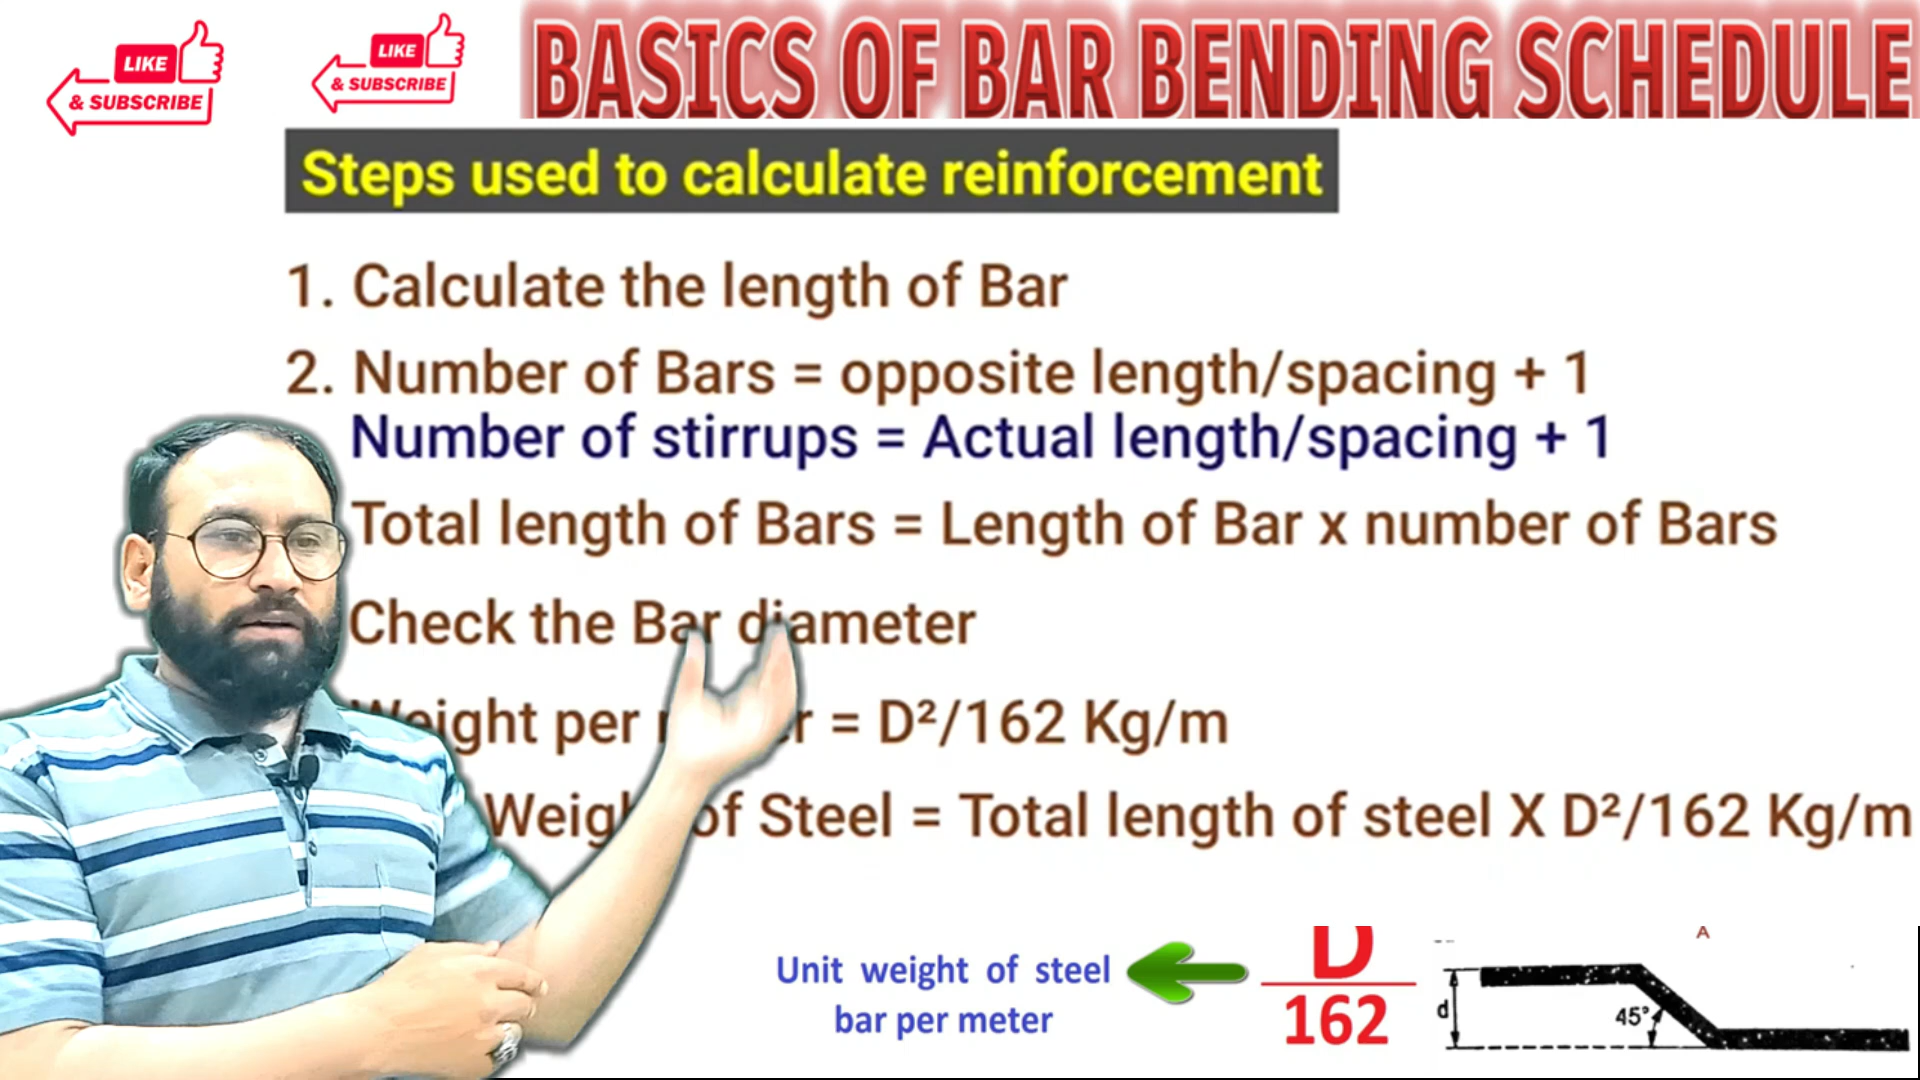 LIKE
& SUBSCRIBE
LIKE
& SUBSCRIBE
BASICS OF BAR BENDING SCHEDULE
Steps used to calculate reinforcement
1. Calculate the length of Bar
2. Number of Bars = opposite length/spacing + 1
Number of stirrups = Actual length/spacing + 1
Total length of Bars = Length of Bar x number of Bars
Check the Bar diameter
Weight per = D²/162 Kg/m
of Steel = Total length of steel X D²/162 Kg/m
Unit weight of steel
bar per meter
D
162
A
d
45°